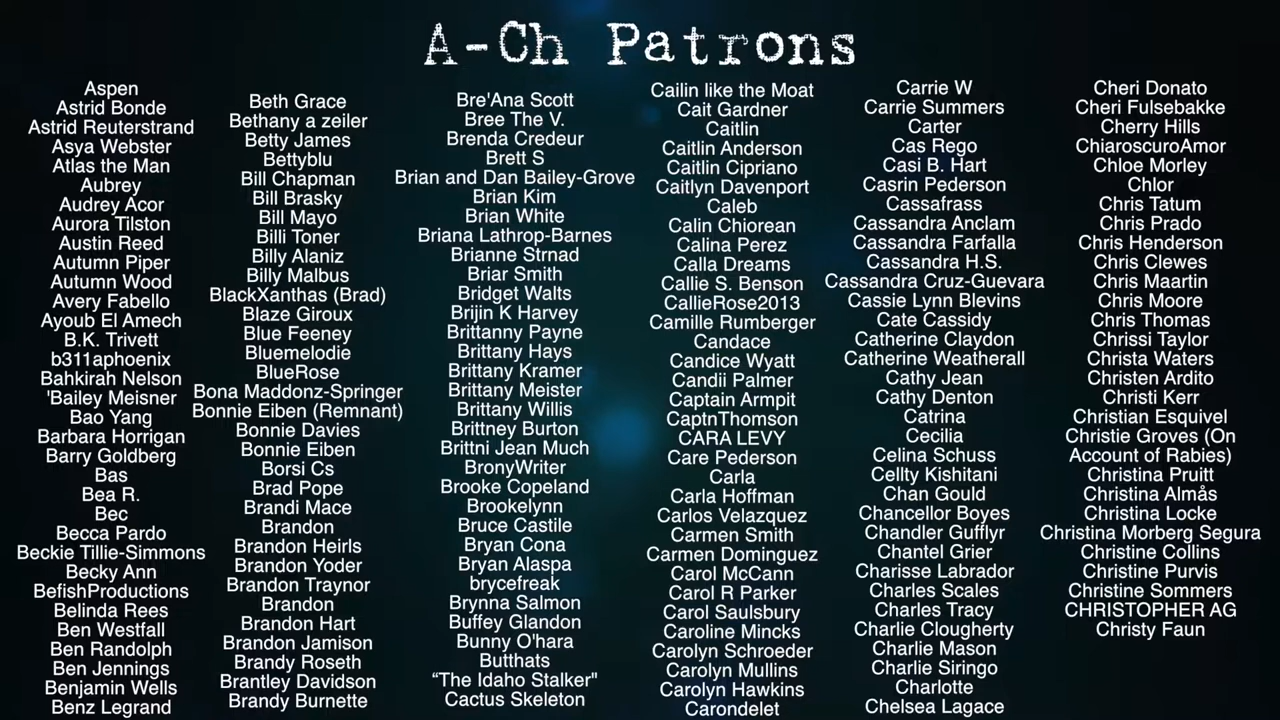 A-Ch Patrons
Aspen
Astrid Bonde
Astrid Reuterstrand
Asya Webster
Atlas the Man
Aubrey
Audrey Acor
Aurora Tilston
Austin Reed
Autumn Piper
Autumn Wood
Avery Fabello
Ayoub El Amech
B.K. Trivett
b311aphoenix
Bahkirah Nelson
'Bailey Meisner
Bao Yang
Barbara Horrigan
Barry Goldberg
Bas
Bea R.
Bec
Becca Pardo
Beckie Tillie-Simmons
Becky Ann
BefishProductions
Belinda Rees
Ben Westfall
Ben Randolph
Ben Jennings
Benjamin Wells
Benz Legrand
Beth Grace
Bethany a zeiler
Betty James
Bettyblu
Bill Chapman
Bill Brasky
Bill Mayo
Billi Toner
Billy Alaniz
Billy Malbus
BlackXanthas (Brad)
Blaze Giroux
Blue Feeney
Bluemelodie
BlueRose
Bona Maddonz-Springer
Bonnie Eiben (Remnant)
Bonnie Davies
Bonnie Eiben
Borsi Cs
Brad Pope
Brandi Mace
Brandon
Brandon Heirls
Brandon Yoder
Brandon Traynor
Brandon
Brandon Hart
Brandon Jamison
Brandy Roseth
Brantley Davidson
Brandy Burnette
Bre'Ana Scott
Bree The V.
Brenda Credeur
Brett S
Brian and Dan Bailey-Grove
Brian Kim
Brian White
Briana Lathrop-Barnes
Brianne Strnad
Briar Smith
Bridget Walts
Brijin K Harvey
Brittanny Payne
Brittany Hays
Brittany Kramer
Brittany Meister
Brittany Willis
Brittney Burton
Brittni Jean Much
BronyWriter
Brooke Copeland
Brookelynn
Bruce Castile
Bryan Cona
Bryan Alaspa
brycefreak
Brynna Salmon
Buffey Glandon
Bunny O'hara
Butthats
“The Idaho Stalker"
Cactus Skeleton
Cailin like the Moat
Cait Gardner
Caitlin
Caitlin Anderson
Caitlin Cipriano
Caitlyn Davenport
Caleb
Calin Chiorean
Calina Perez
Calla Dreams
Callie S. Benson
CallieRose2013
Camille Rumberger
Candace
Candice Wyatt
Candii Palmer
Captain Armpit
CaptnThomson
CARA LEVY
Care Pederson
Carla
Carla Hoffman
Carlos Velazquez
Carmen Smith
Carmen Dominguez
Carol McCann
Carol R Parker
Carol Saulsbury
Caroline Mincks
Carolyn Schroeder
Carolyn Mullins
Carolyn Hawkins
Carondelet
Carrie W
Carrie Summers
Carter
Cas Rego
Casi B. Hart
Casrin Pederson
Cassafrass
Cassandra Anclam
Cassandra Farfalla
Cassandra H.S.
Cassandra Cruz-Guevara
Cassie Lynn Blevins
Cate Cassidy
Catherine Claydon
Catherine Weatherall
Cathy Jean
Cathy Denton
Catrina
Cecilia
Celina Schuss
Cellty Kishitani
Chan Gould
Chancellor Boyes
Chandler Gufflyr
Chantel Grier
Charisse Labrador
Charles Scales
Charles Tracy
Charlie Clougherty
Charlie Mason
Charlie Siringo
Charlotte
Chelsea Lagace
Cheri Donato
Cheri Fulsebakke
Cherry Hills
ChiaroscuroAmor
Chloe Morley
Chlor
Chris Tatum
Chris Prado
Chris Henderson
Chris Clewes
Chris Maartin
Chris Moore
Chris Thomas
Chrissi Taylor
Christa Waters
Christen Ardito
Christi Kerr
Christian Esquivel
Christie Groves (On
Account of Rabies)
Christina Pruitt
Christina Almås
Christina Locke
Christina Morberg Segura
Christine Collins
Christine Purvis
Christine Sommers
CHRISTOPHER AG
Christy Faun